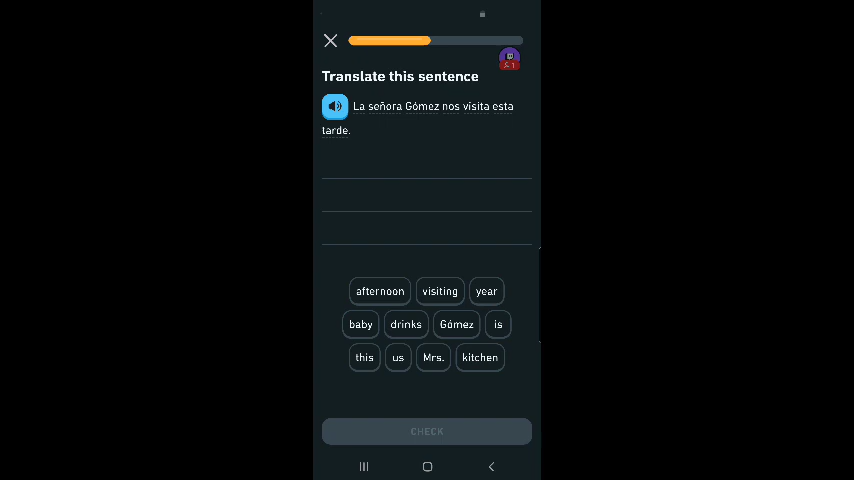 Translate this sentence
La señora Gómez nos visita esta
tarde.
afternoon visiting year
baby drinks Gómez is
this us Mrs. kitchen
CHECK